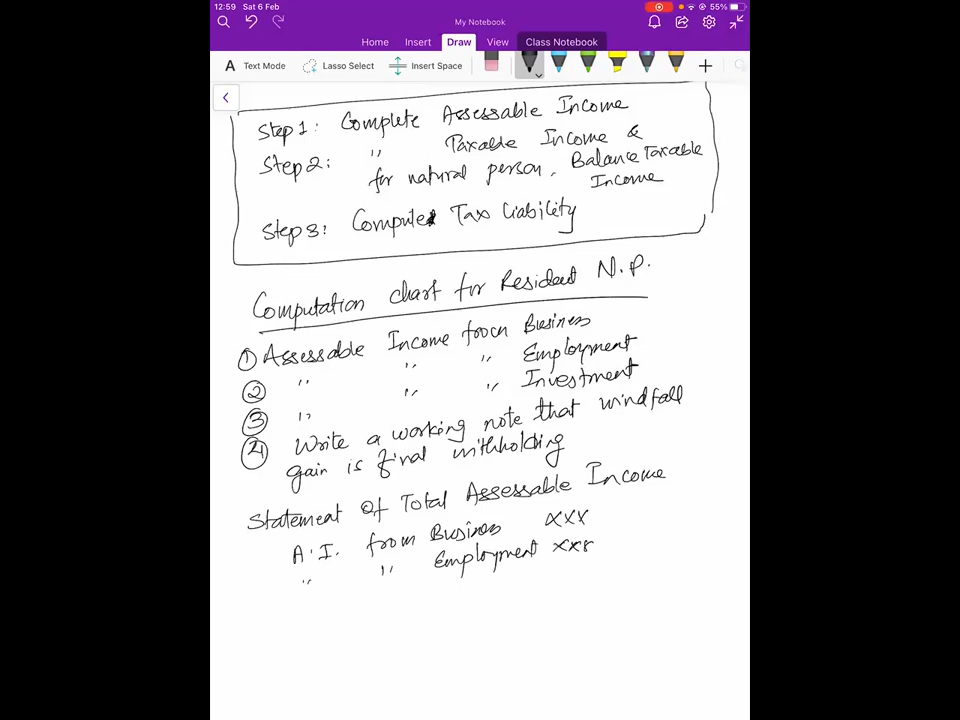 12:59 Sat 6 Feb
55%
My Notebook
Home Insert Draw View Class Notebook
A Text Mode Lasso Select Insert Space
Step 1: Complete Assessable Income
Step 2: " Taxable Income &
for natural person, Balance Taxable
Income
Step 3: Compute Tax Liability
Computation chart for Resident N.P.
① Assessable Income from Business
② " " " Employment
③ " " " Investment
④ Write a working note that windfall
gain is final withholding
Statement Of Total Assessable Income
A.I. from Business xxx
" " Employment xxx